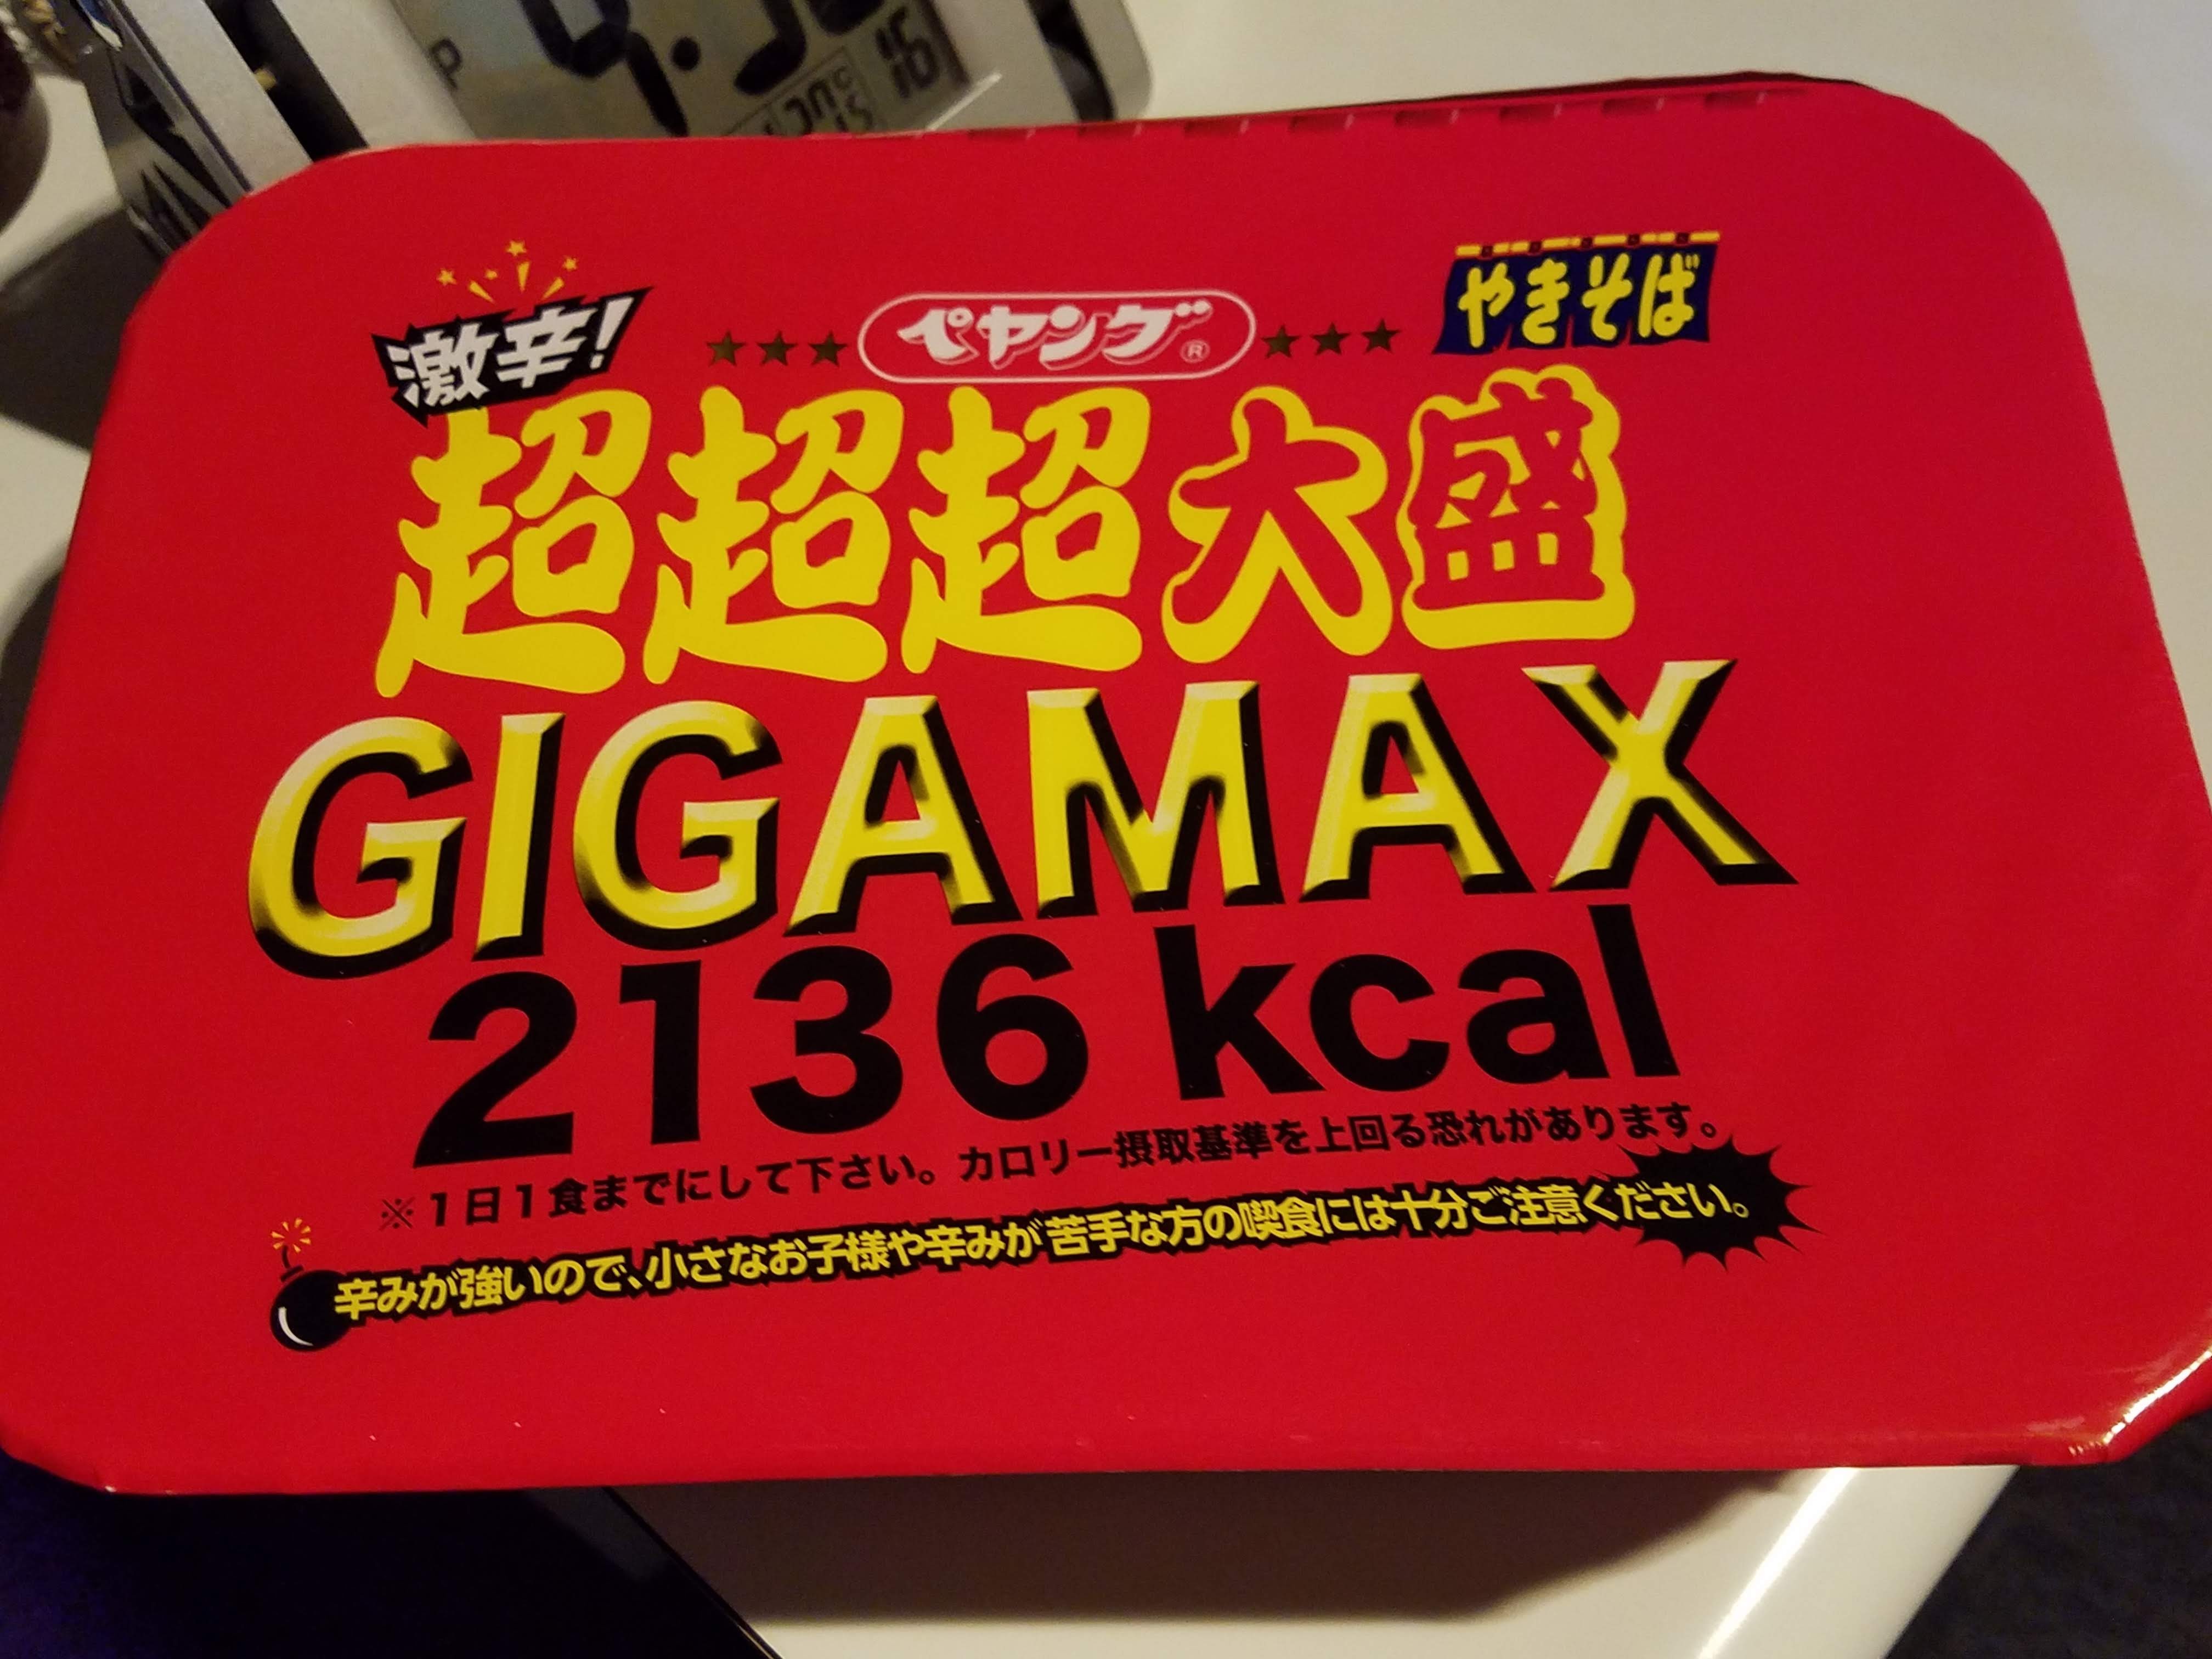 16
激辛!
ペヤング®
やきそば
超超超大盛
GIGAMAX
2136 kcal
※1日1食までにして下さい。カロリー摂取基準を上回る恐れがあります。
辛みが強いので、小さなお子様や辛みが苦手な方の喫食には十分ご注意ください。